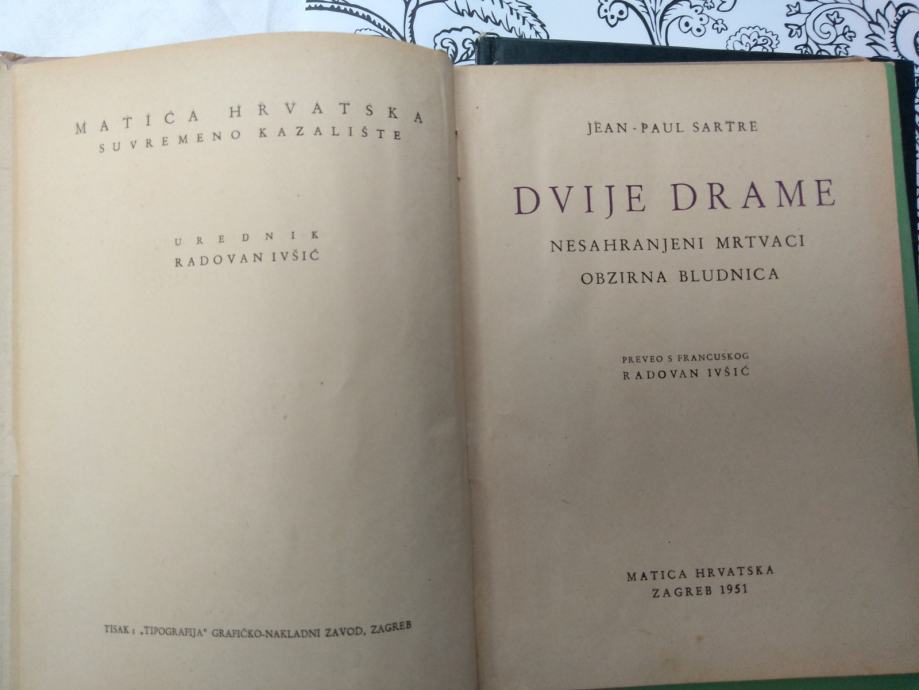 MATICA HRVATSKA
SUVREMENO KAZALIŠTE
UREDNIK
RADOVAN IVŠIĆ
TISAK: „TIPOGRAFIJA" GRAFIČKO-NAKLADNI ZAVOD, ZAGREB
JEAN-PAUL SARTRE
DVIJE DRAME
NESAHRANJENI MRTVACI
OBZIRNA BLUDNICA
PREVEO S FRANCUSKOG
RADOVAN IVŠIĆ
MATICA HRVATSKA
ZAGREB 1951